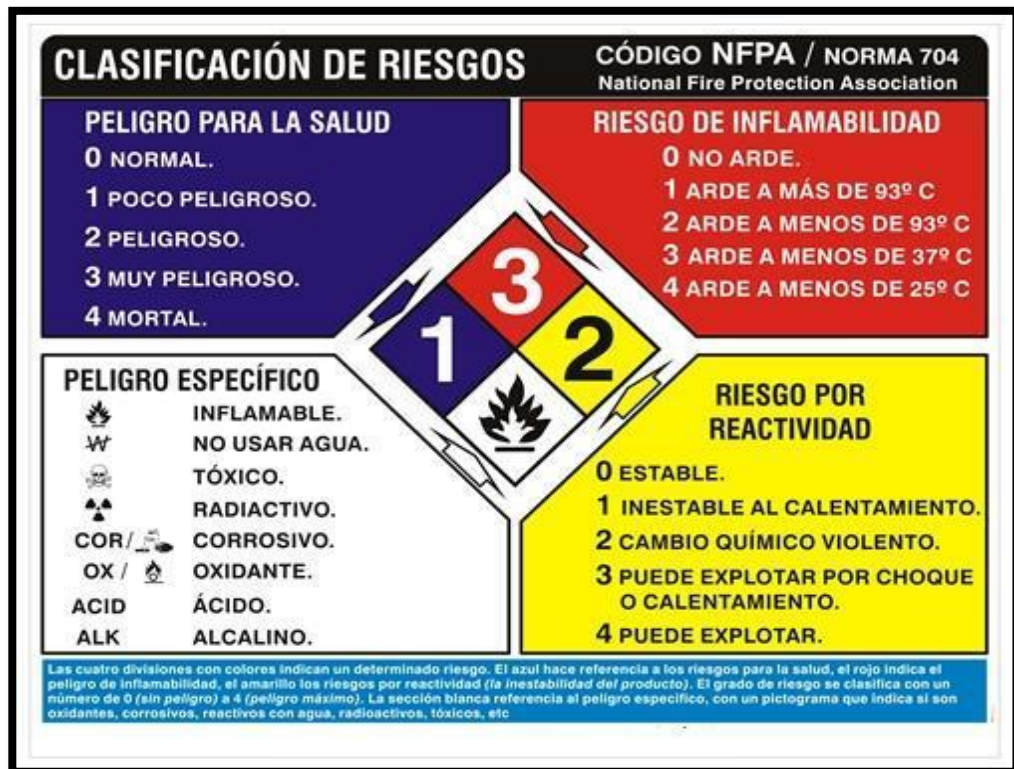 CLASIFICACIÓN DE RIESGOS
CÓDIGO NFPA / NORMA 704
National Fire Protection Association
PELIGRO PARA LA SALUD
0 NORMAL.
1 POCO PELIGROSO.
2 PELIGROSO.
3 MUY PELIGROSO.
4 MORTAL.
RIESGO DE INFLAMABILIDAD
0 NO ARDE.
1 ARDE A MÁS DE 93º C
2 ARDE A MENOS DE 93º C
3 ARDE A MENOS DE 37º C
4 ARDE A MENOS DE 25º C
3
1
2
PELIGRO ESPECÍFICO
INFLAMABLE.
W NO USAR AGUA.
TÓXICO.
RADIACTIVO.
COR/ CORROSIVO.
OX / OXIDANTE.
ACID ÁCIDO.
ALK ALCALINO.
RIESGO POR
REACTIVIDAD
0 ESTABLE.
1 INESTABLE AL CALENTAMIENTO.
2 CAMBIO QUÍMICO VIOLENTO.
3 PUEDE EXPLOTAR POR CHOQUE
O CALENTAMIENTO.
4 PUEDE EXPLOTAR.
Las cuatro divisiones con colores indican un determinado riesgo. El azul hace referencia a los riesgos para la salud, el rojo indica el
peligro de inflamabilidad, el amarillo los riesgos por reactividad (la inestabilidad del producto). El grado de riesgo se clasifica con un
número de 0 (sin peligro) a 4 (peligro máximo). La sección blanca referencia al peligro específico, con un pictograma que indica si son
oxidantes, corrosivos, reactivos con agua, radioactivos, tóxicos, etc